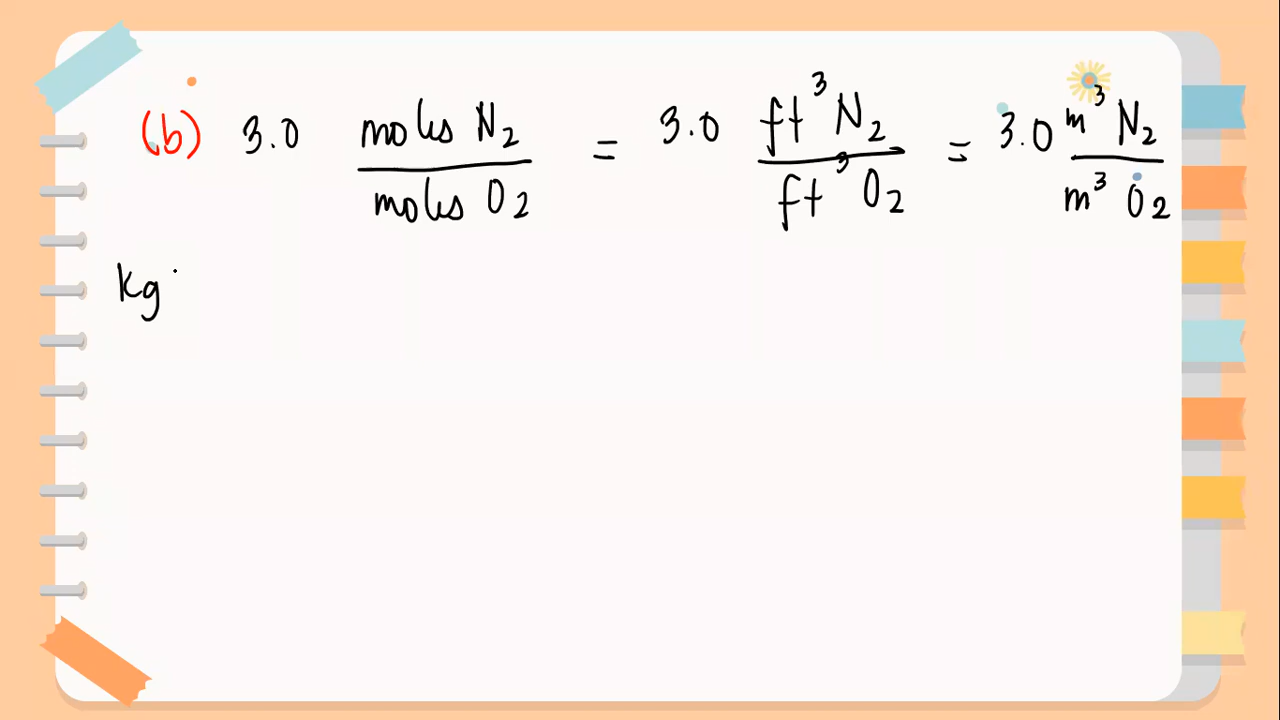 (b) 3.0 moles N₂ / moles O₂ = 3.0 ft³ N₂ / ft³ O₂ = 3.0 m³ N₂ / m³ O₂
kg